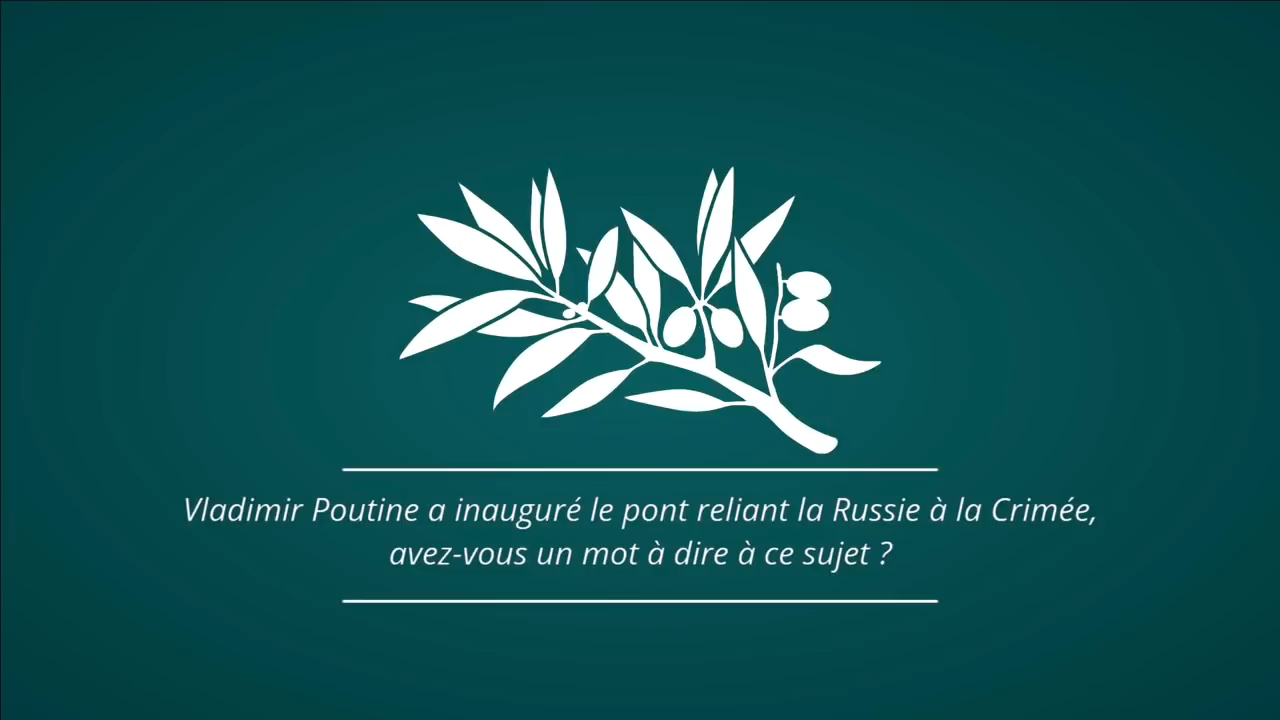 Vladimir Poutine a inauguré le pont reliant la Russie à la Crimée,
avez-vous un mot à dire à ce sujet ?